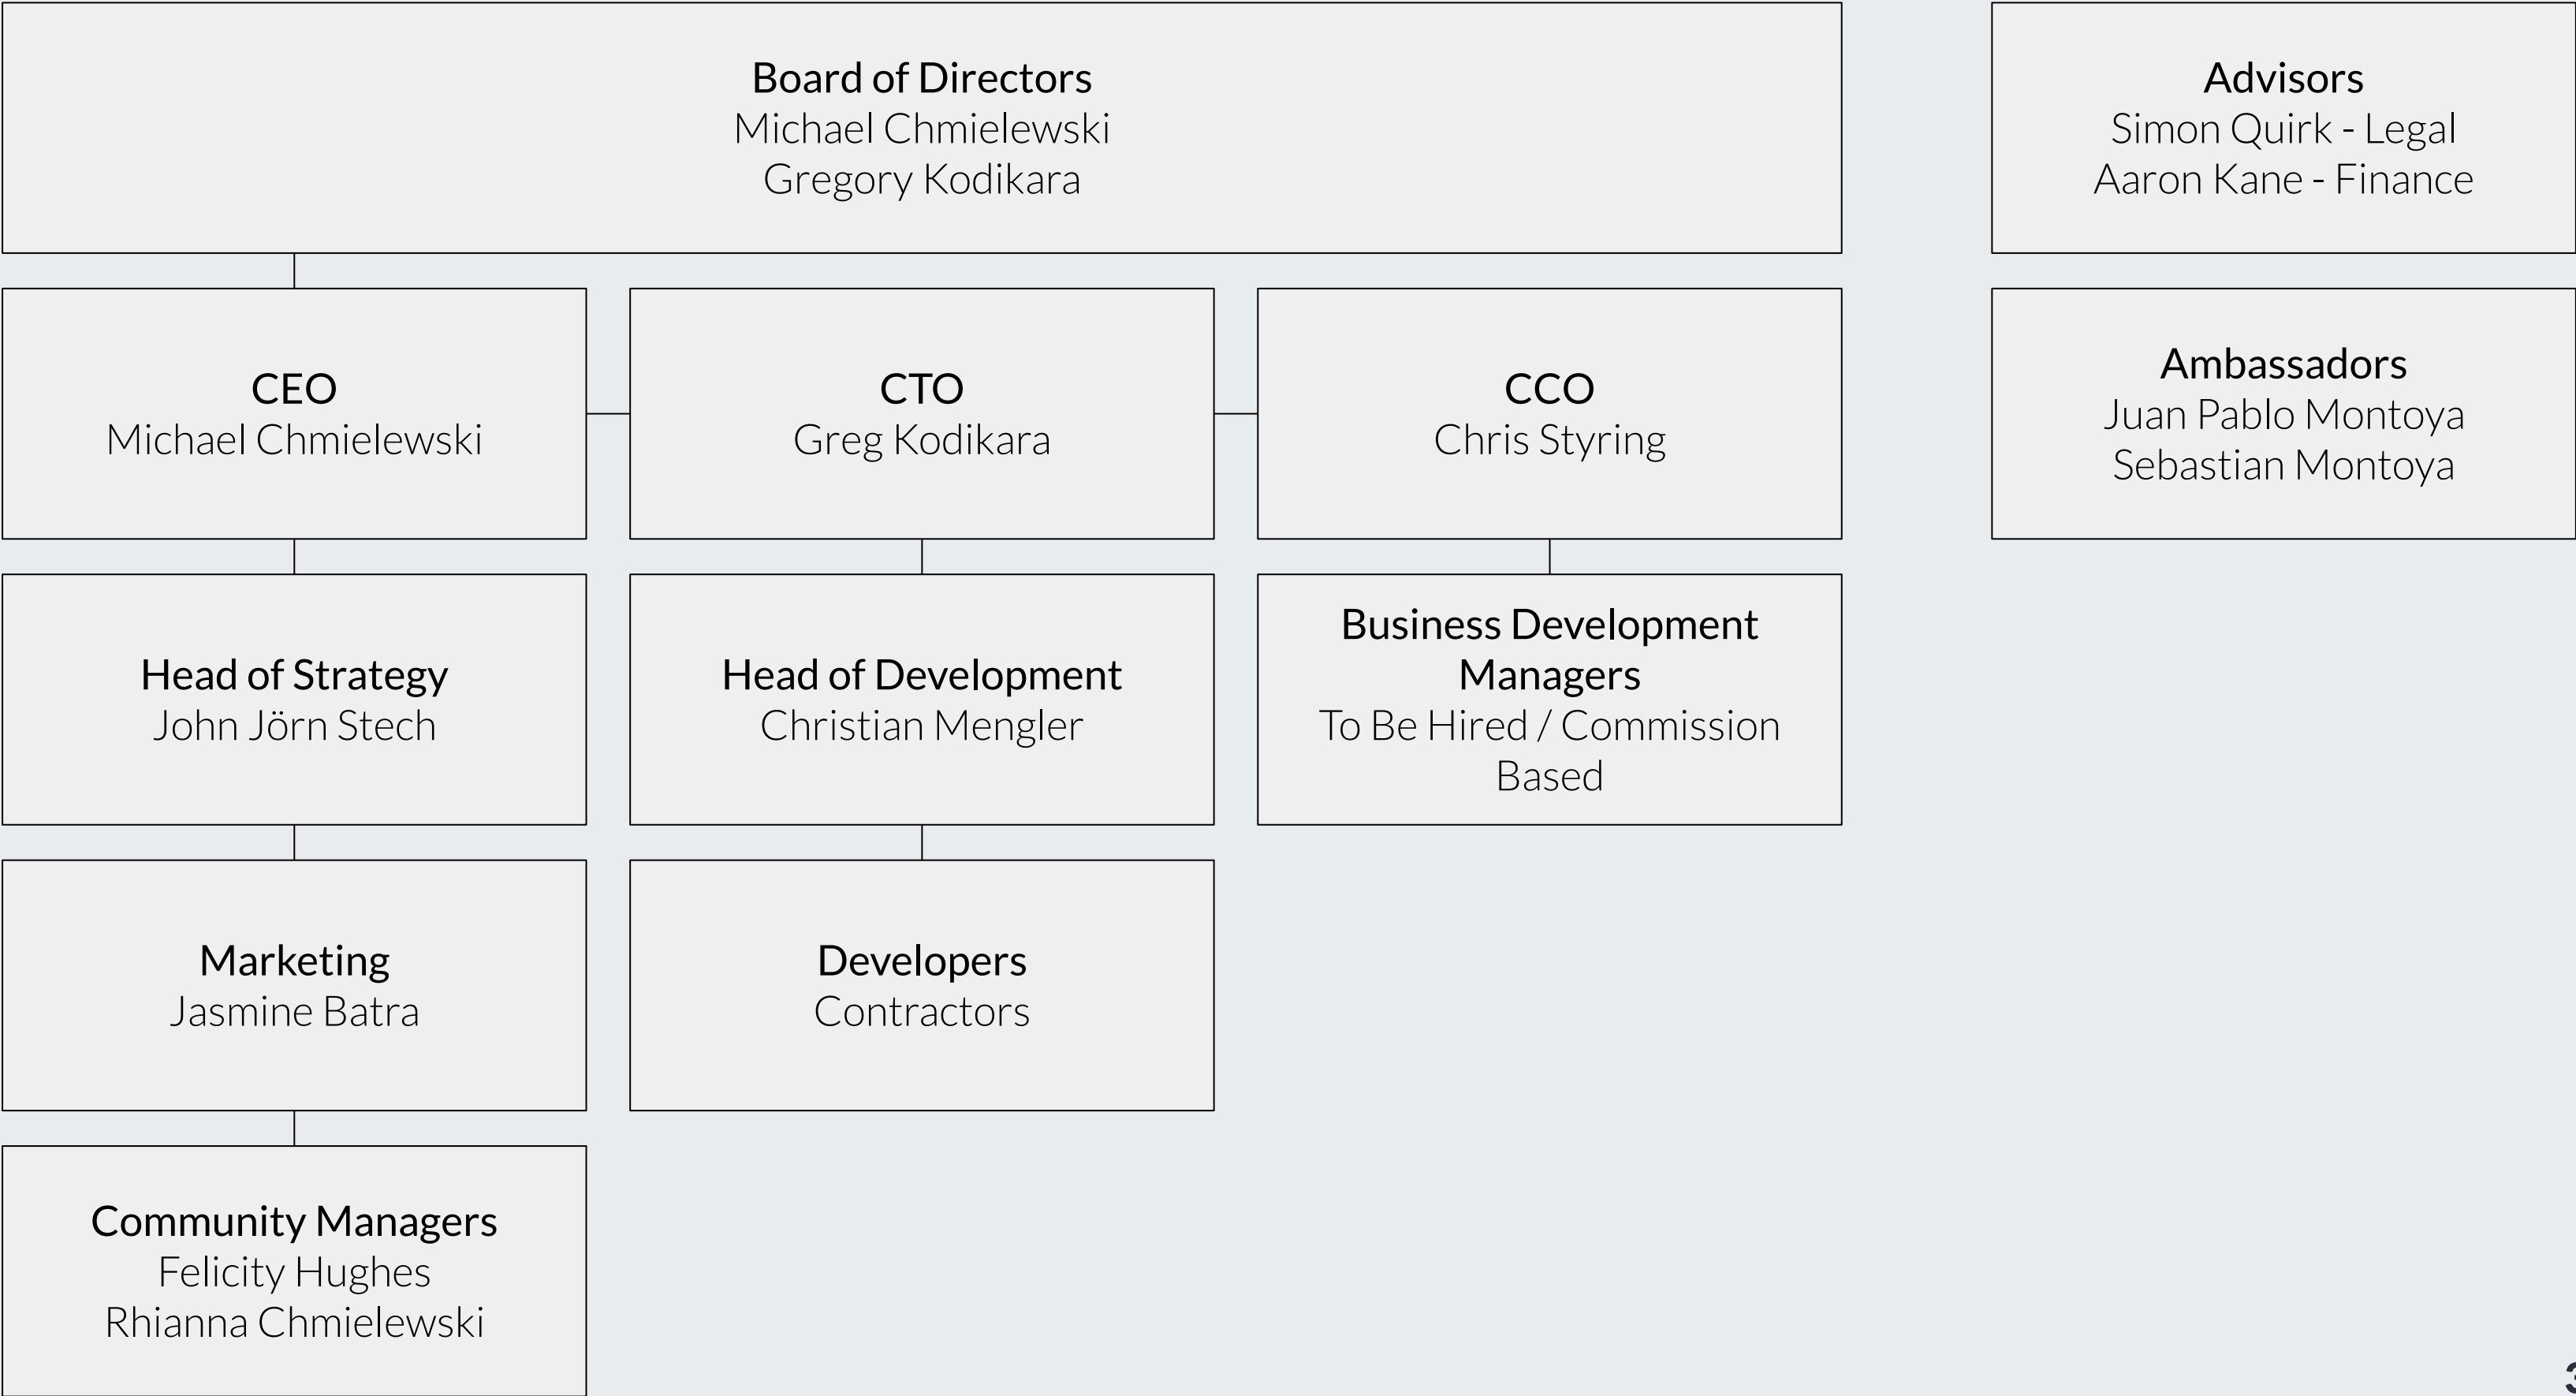 Board of Directors
Michael Chmielewski
Gregory Kodikara
Advisors
Simon Quirk - Legal
Aaron Kane - Finance
CEO
Michael Chmielewski
CTO
Greg Kodikara
CCO
Chris Styring
Ambassadors
Juan Pablo Montoya
Sebastian Montoya
Head of Strategy
John Jörn Stech
Head of Development
Christian Mengler
Business Development
Managers
To Be Hired / Commission
Based
Marketing
Jasmine Batra
Developers
Contractors
Community Managers
Felicity Hughes
Rhianna Chmielewski